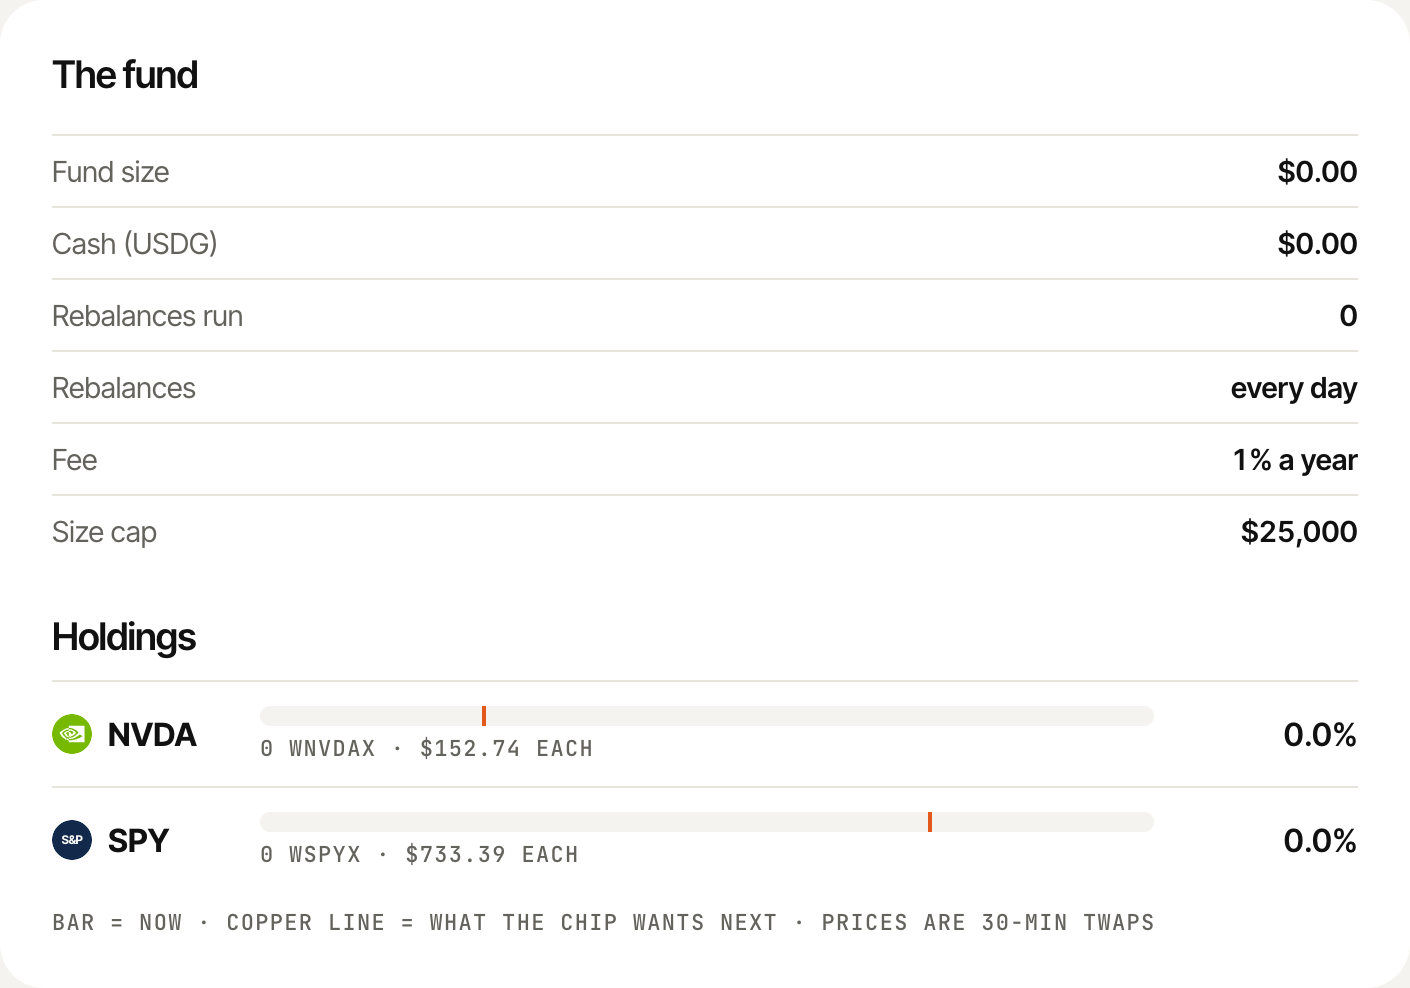 The fund
Fund size $0.00
Cash (USDG) $0.00
Rebalances run 0
Rebalances every day
Fee 1% a year
Size cap $25,000
Holdings
NVDA 0.0%
0 WNVDAX · $152.74 EACH
S&P SPY 0.0%
0 WSPYX · $733.39 EACH
BAR = NOW · COPPER LINE = WHAT THE CHIP WANTS NEXT · PRICES ARE 30-MIN TWAPS